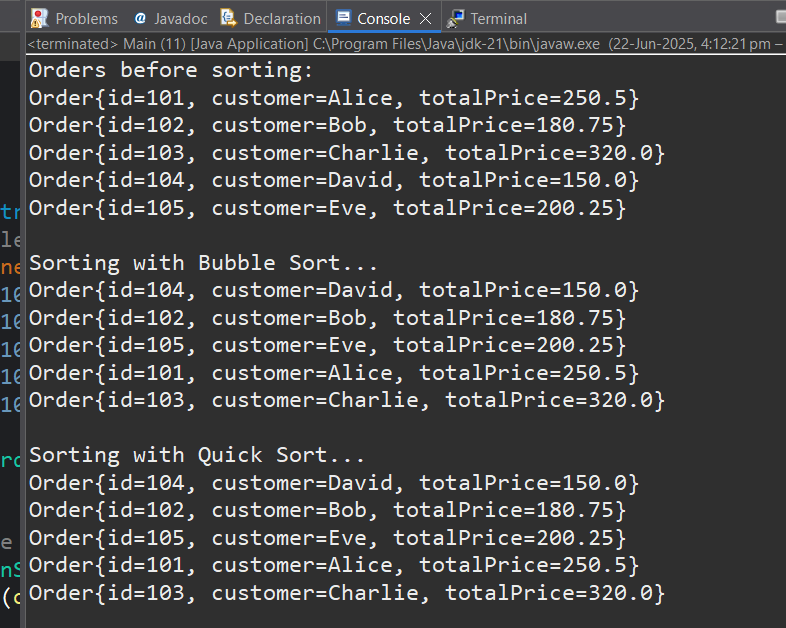 Problems @ Javadoc Declaration Console Terminal
<terminated> Main (11) [Java Application] C:\Program Files\Java\jdk-21\bin\javaw.exe (22-Jun-2025, 4:12:21 pm –
Orders before sorting:
Order{id=101, customer=Alice, totalPrice=250.5}
Order{id=102, customer=Bob, totalPrice=180.75}
Order{id=103, customer=Charlie, totalPrice=320.0}
Order{id=104, customer=David, totalPrice=150.0}
Order{id=105, customer=Eve, totalPrice=200.25}
Sorting with Bubble Sort...
Order{id=104, customer=David, totalPrice=150.0}
Order{id=102, customer=Bob, totalPrice=180.75}
Order{id=105, customer=Eve, totalPrice=200.25}
Order{id=101, customer=Alice, totalPrice=250.5}
Order{id=103, customer=Charlie, totalPrice=320.0}
Sorting with Quick Sort...
Order{id=104, customer=David, totalPrice=150.0}
Order{id=102, customer=Bob, totalPrice=180.75}
Order{id=105, customer=Eve, totalPrice=200.25}
Order{id=101, customer=Alice, totalPrice=250.5}
Order{id=103, customer=Charlie, totalPrice=320.0}